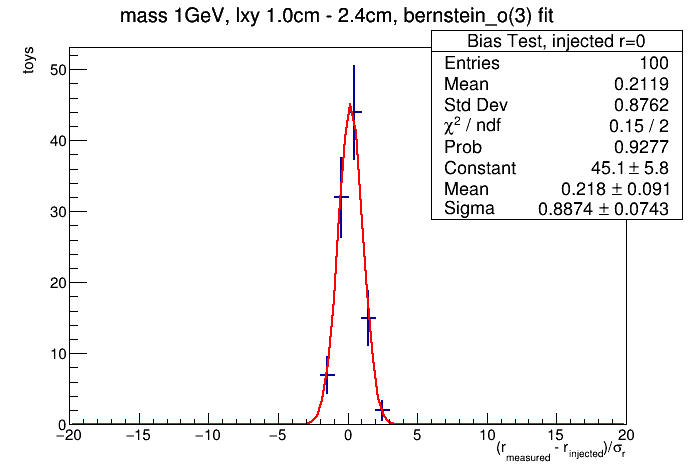 mass 1GeV, lxy 1.0cm - 2.4cm, bernstein_o(3) fit
toys
Bias Test, injected r=0
Entries 100
Mean 0.2119
Std Dev 0.8762
χ² / ndf 0.15 / 2
Prob 0.9277
Constant 45.1 ± 5.8
Mean 0.218 ± 0.091
Sigma 0.8874 ± 0.0743
50
40
30
20
10
0
−20 −15 −10 −5 0 5 10 15 20
(r_measured - r_injected)/σ_r